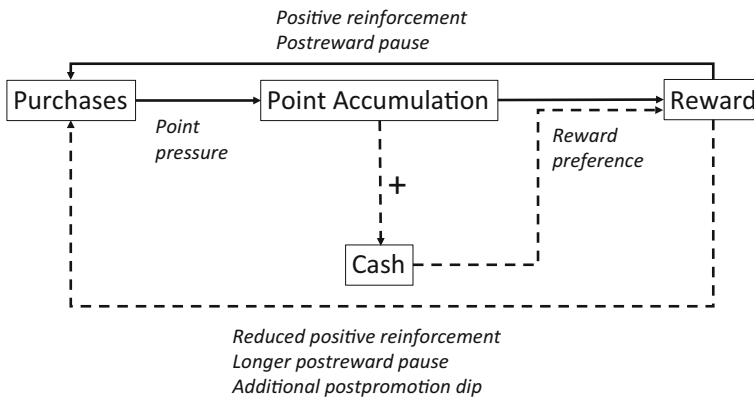 Positive reinforcement
Postreward pause
Purchases
Point Accumulation
Reward
Point
pressure
Reward
preference
+
Cash
Reduced positive reinforcement
Longer postreward pause
Additional postpromotion dip